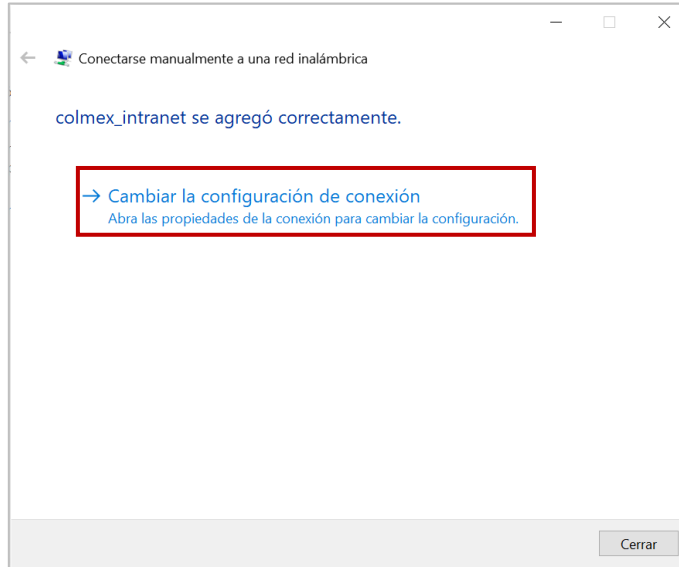 Conectarse manualmente a una red inalámbrica
colmex_intranet se agregó correctamente.
Cambiar la configuración de conexión
Abra las propiedades de la conexión para cambiar la configuración.
Cerrar